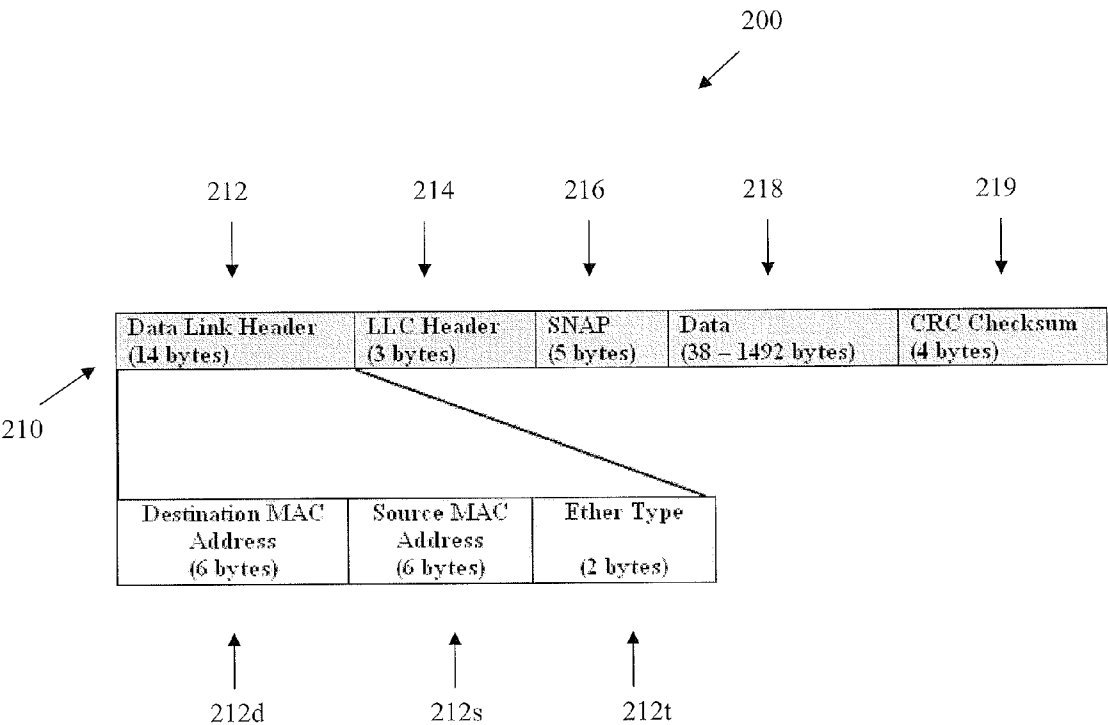 200
212
214
216
218
219
Data Link Header
(14 bytes)
LLC Header
(3 bytes)
SNAP
(5 bytes)
Data
(38 – 1492 bytes)
CRC Checksum
(4 bytes)
210
Destination MAC
Address
(6 bytes)
Source MAC
Address
(6 bytes)
Ether Type
(2 bytes)
212d
212s
212t